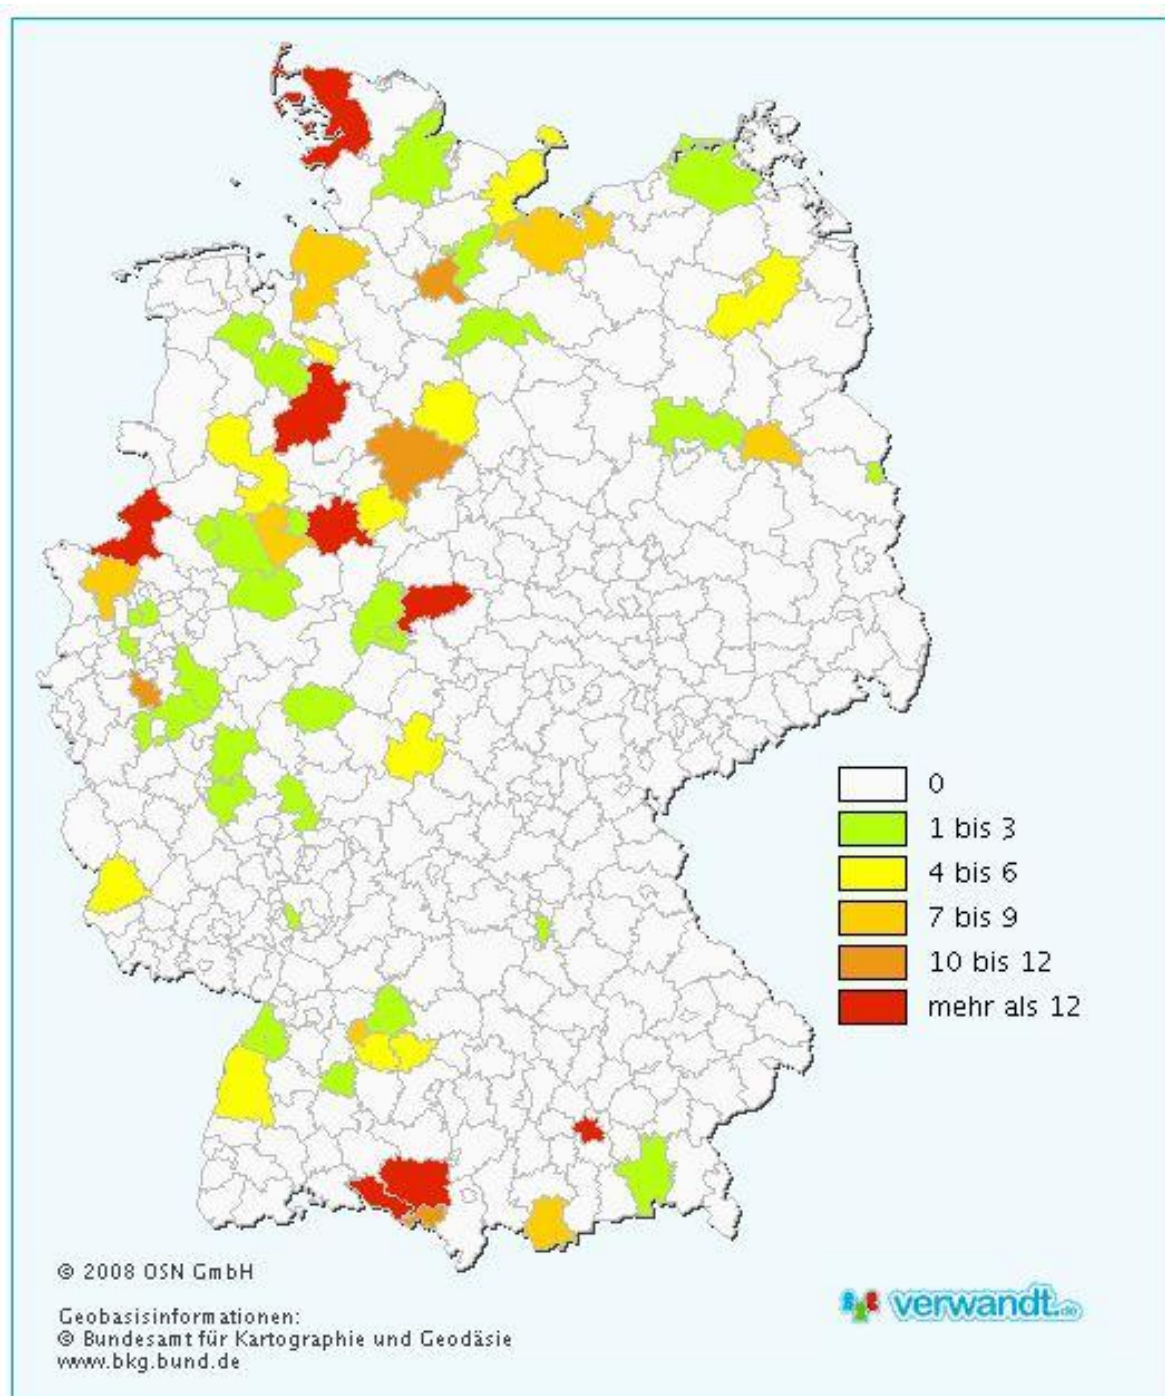 0
1 bis 3
4 bis 6
7 bis 9
10 bis 12
mehr als 12
© 2008 OSN GmbH
Geobasisinformationen:
© Bundesamt für Kartographie und Geodäsie
www.bkg.bund.de
verwandt.de